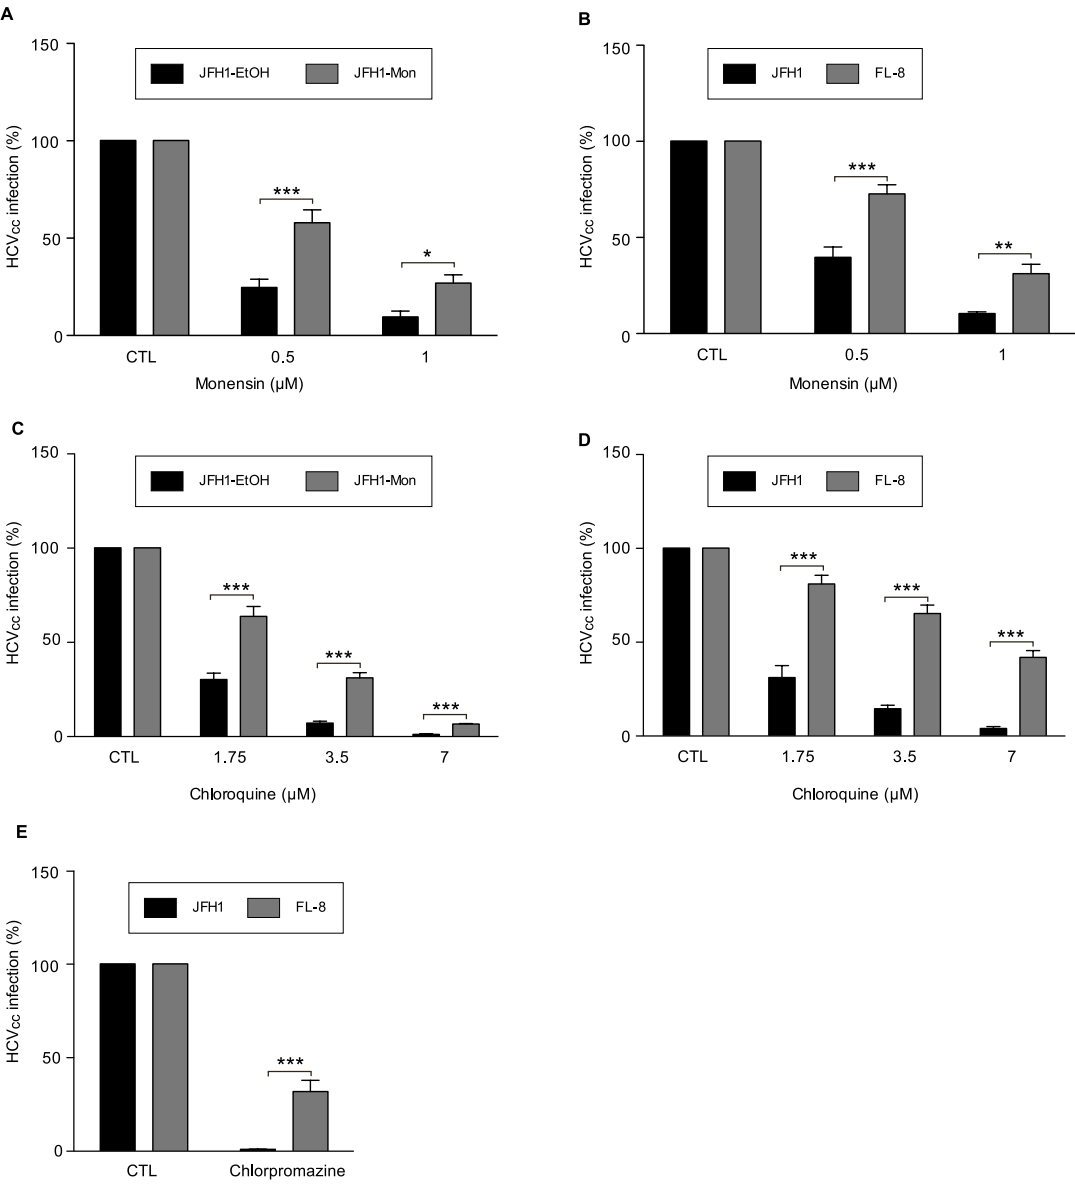 A
150
100
50
0
HCVcc infection (%)
JFH1-EtOH JFH1-Mon
***
*
CTL 0.5 1
Monensin (µM)
B
150
100
50
0
HCVcc infection (%)
JFH1 FL-8
***
**
CTL 0.5 1
Monensin (µM)
C
150
100
50
0
HCVcc infection (%)
JFH1-EtOH JFH1-Mon
***
***
***
CTL 1.75 3.5 7
Chloroquine (µM)
D
150
100
50
0
HCVcc infection (%)
JFH1 FL-8
***
***
***
CTL 1.75 3.5 7
Chloroquine (µM)
E
150
100
50
0
HCVcc infection (%)
JFH1 FL-8
***
CTL Chlorpromazine